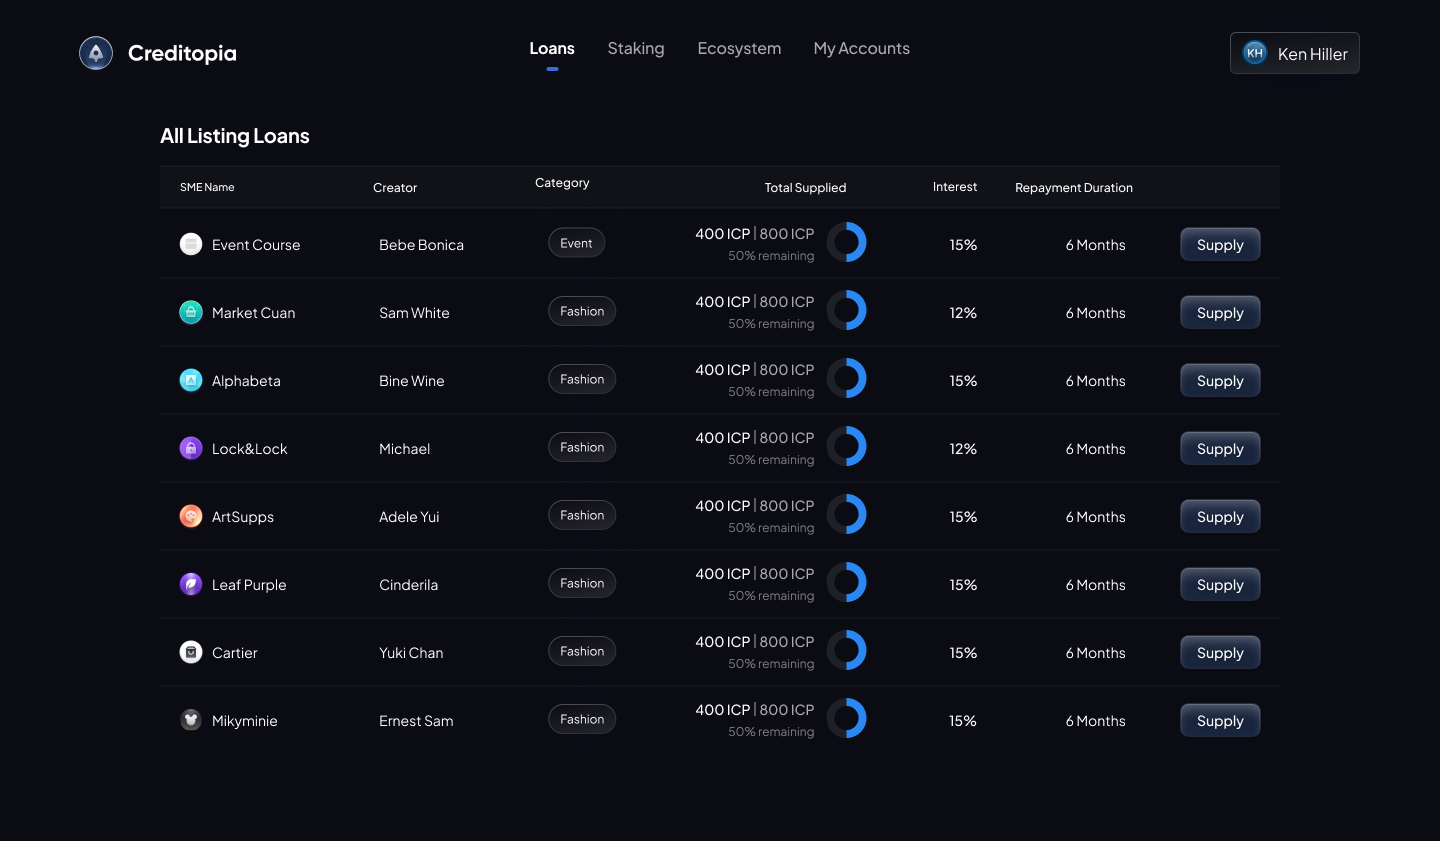 Creditopia
Loans Staking Ecosystem My Accounts
KH Ken Hiller
All Listing Loans
SME Name Creator Category Total Supplied Interest Repayment Duration
Event Course Bebe Bonica Event 400 ICP | 800 ICP 15% 6 Months Supply
50% remaining
Market Cuan Sam White Fashion 400 ICP | 800 ICP 12% 6 Months Supply
50% remaining
Alphabeta Bine Wine Fashion 400 ICP | 800 ICP 15% 6 Months Supply
50% remaining
Lock&Lock Michael Fashion 400 ICP | 800 ICP 12% 6 Months Supply
50% remaining
ArtSupps Adele Yui Fashion 400 ICP | 800 ICP 15% 6 Months Supply
50% remaining
Leaf Purple Cinderila Fashion 400 ICP | 800 ICP 15% 6 Months Supply
50% remaining
Cartier Yuki Chan Fashion 400 ICP | 800 ICP 15% 6 Months Supply
50% remaining
Mikyminie Ernest Sam Fashion 400 ICP | 800 ICP 15% 6 Months Supply
50% remaining